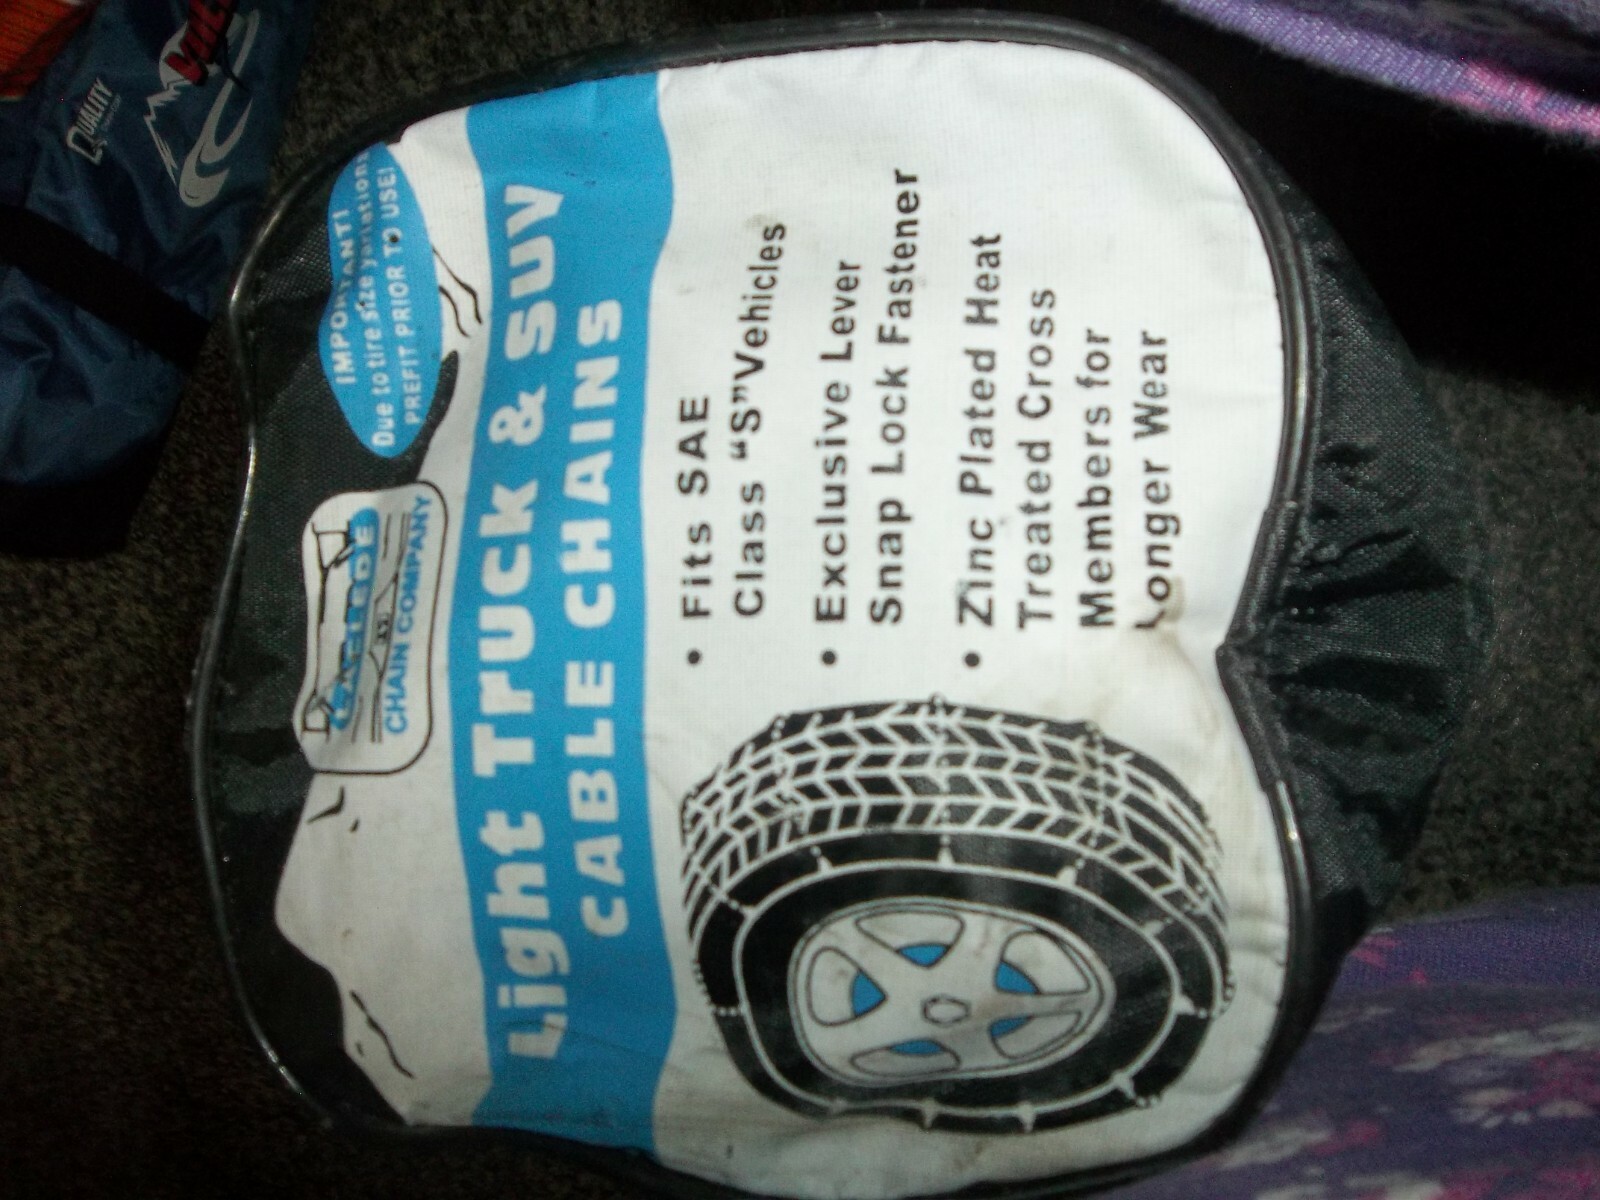 IMPORTANT!
Due to tire size variations
PREFIT PRIOR TO USE!
CHAIN COMPANY
Light Truck & SUV
CABLE CHAINS
• Fits SAE
Class “S” Vehicles
• Exclusive Lever
Snap Lock Fastener
• Zinc Plated Heat
Treated Cross
Members for
Longer Wear
QUALITY